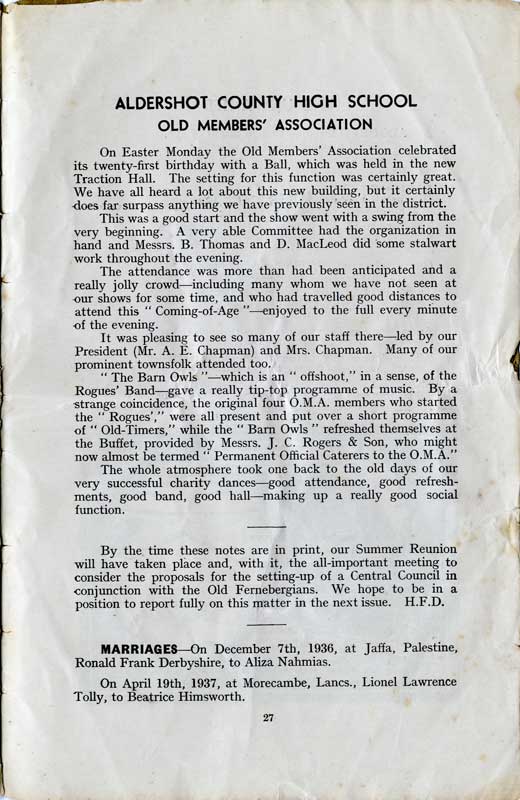 ALDERSHOT COUNTY HIGH SCHOOL
OLD MEMBERS' ASSOCIATION
On Easter Monday the Old Members' Association celebrated
its twenty-first birthday with a Ball, which was held in the new
Traction Hall. The setting for this function was certainly great.
We have all heard a lot about this new building, but it certainly
does far surpass anything we have previously seen in the district.
This was a good start and the show went with a swing from the
very beginning. A very able Committee had the organization in
hand and Messrs. B. Thomas and D. MacLeod did some stalwart
work throughout the evening.
The attendance was more than had been anticipated and a
really jolly crowd—including many whom we have not seen at
our shows for some time, and who had travelled good distances to
attend this " Coming-of-Age "—enjoyed to the full every minute
of the evening.
It was pleasing to see so many of our staff there—led by our
President (Mr. A. E. Chapman) and Mrs. Chapman. Many of our
prominent townsfolk attended too.
" The Barn Owls "—which is an " offshoot," in a sense, of the
Rogues' Band—gave a really tip-top programme of music. By a
strange coincidence, the original four O.M.A. members who started
the " Rogues'," were all present and put over a short programme
of " Old-Timers," while the " Barn Owls " refreshed themselves at
the Buffet, provided by Messrs. J. C. Rogers & Son, who might
now almost be termed " Permanent Official Caterers to the O.M.A."
The whole atmosphere took one back to the old days of our
very successful charity dances—good attendance, good refresh-
ments, good band, good hall—making up a really good social
function.
By the time these notes are in print, our Summer Reunion
will have taken place and, with it, the all-important meeting to
consider the proposals for the setting-up of a Central Council in
conjunction with the Old Fernebergians. We hope to be in a
position to report fully on this matter in the next issue. H.F.D.
MARRIAGES—On December 7th, 1936, at Jaffa, Palestine,
Ronald Frank Derbyshire, to Aliza Nahmias.
On April 19th, 1937, at Morecambe, Lancs., Lionel Lawrence
Tolly, to Beatrice Himsworth.
27